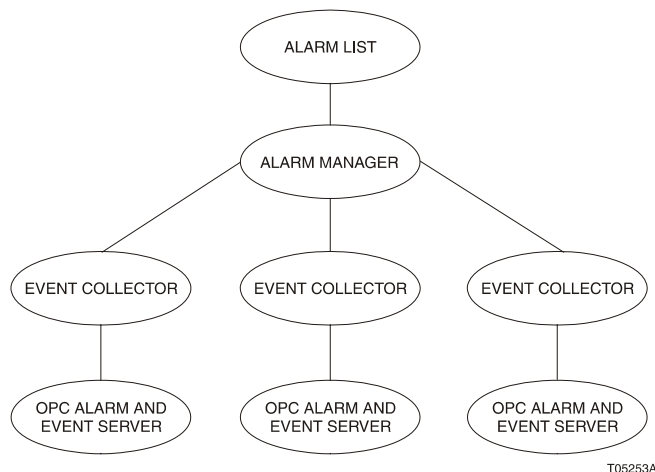 ALARM LIST
ALARM MANAGER
EVENT COLLECTOR
EVENT COLLECTOR
EVENT COLLECTOR
OPC ALARM AND
EVENT SERVER
OPC ALARM AND
EVENT SERVER
OPC ALARM AND
EVENT SERVER
T05253A